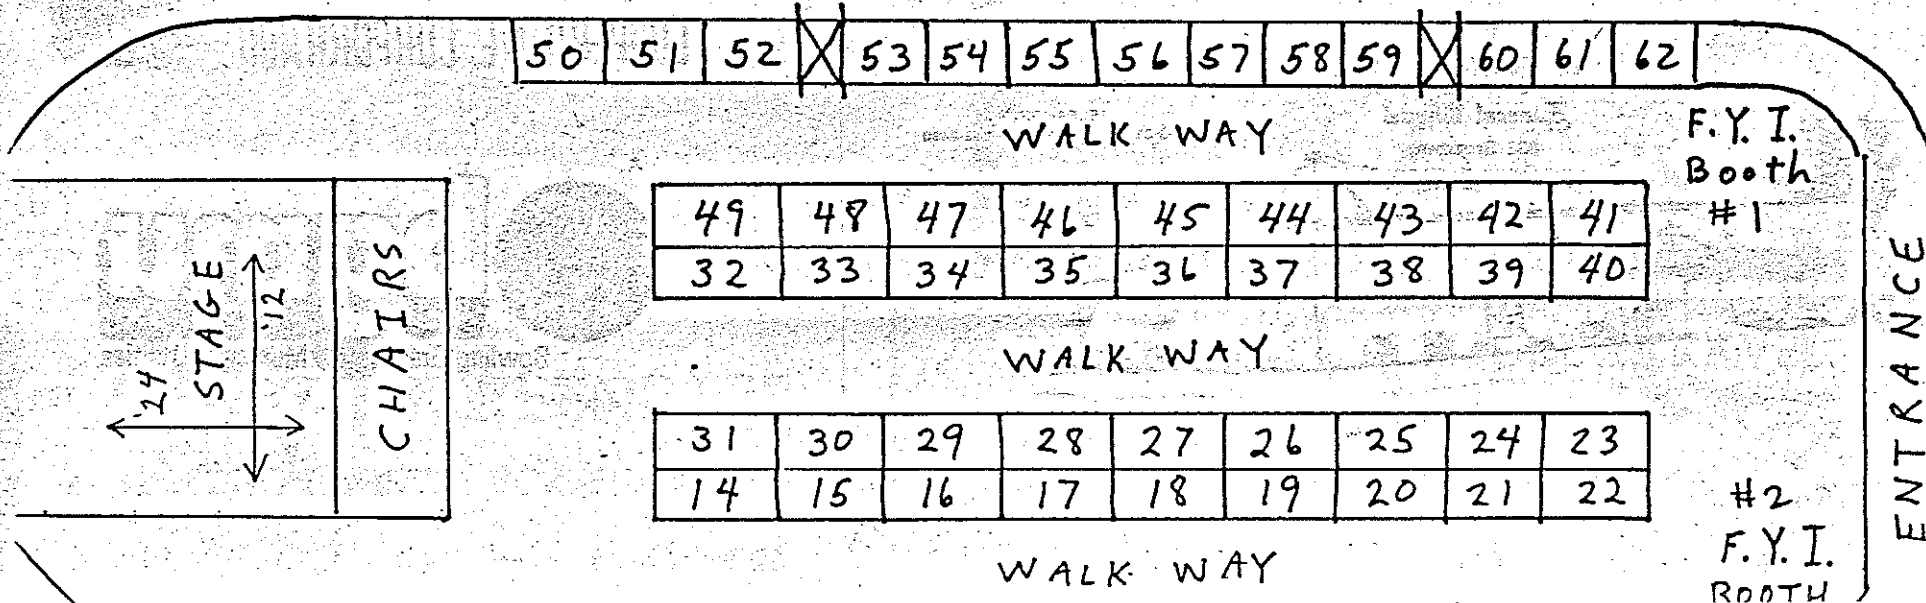 50 51 52 X 53 54 55 56 57 58 59 X 60 61 62
WALK WAY
F.Y.I.
Booth
#1
49 48 47 46 45 44 43 42 41
32 33 34 35 36 37 38 39 40
'24
STAGE
'12
CHAIRS
WALK WAY
ENTRANCE
31 30 29 28 27 26 25 24 23
14 15 16 17 18 19 20 21 22
WALK WAY
#2
F.Y.I.
BOOTH